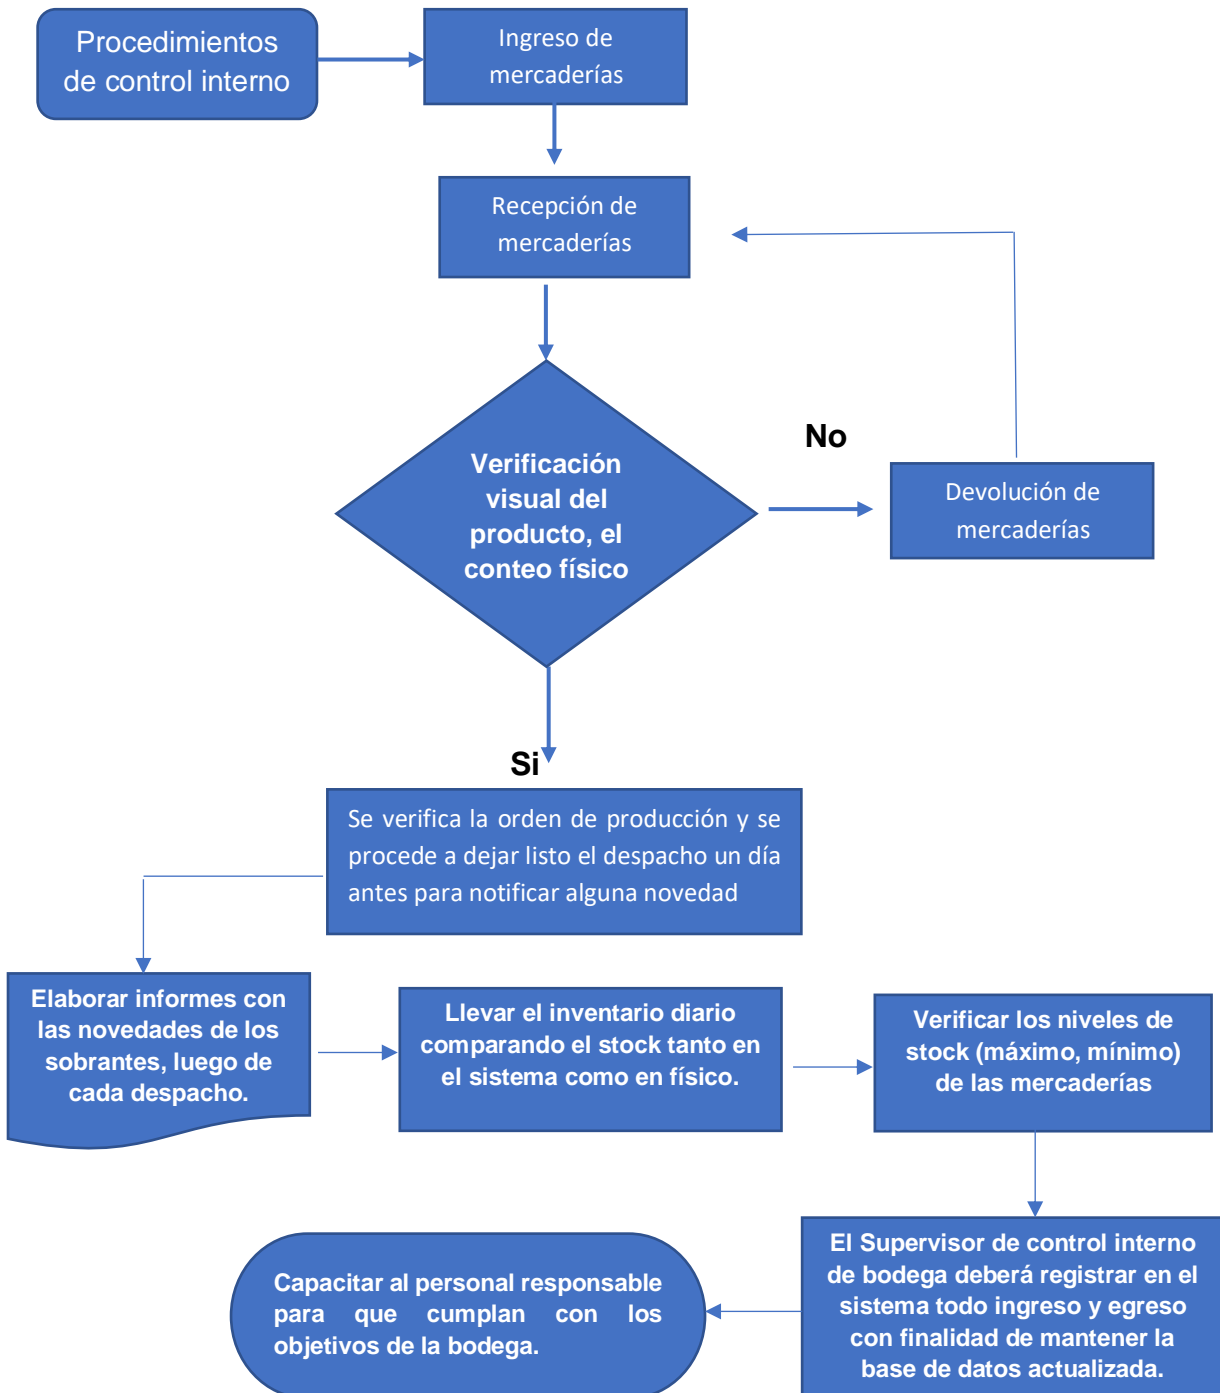 Procedimientos
de control interno
Ingreso de
mercaderías
Recepción de
mercaderías
Verificación
visual del
producto, el
conteo físico
No
Devolución de
mercaderías
Si
Se verifica la orden de producción y se
procede a dejar listo el despacho un día
antes para notificar alguna novedad
Elaborar informes con
las novedades de los
sobrantes, luego de
cada despacho.
Llevar el inventario diario
comparando el stock tanto en
el sistema como en físico.
Verificar los niveles de
stock (máximo, mínimo)
de las mercaderías
El Supervisor de control interno
de bodega deberá registrar en el
sistema todo ingreso y egreso
con finalidad de mantener la
base de datos actualizada.
Capacitar al personal responsable
para que cumplan con los
objetivos de la bodega.